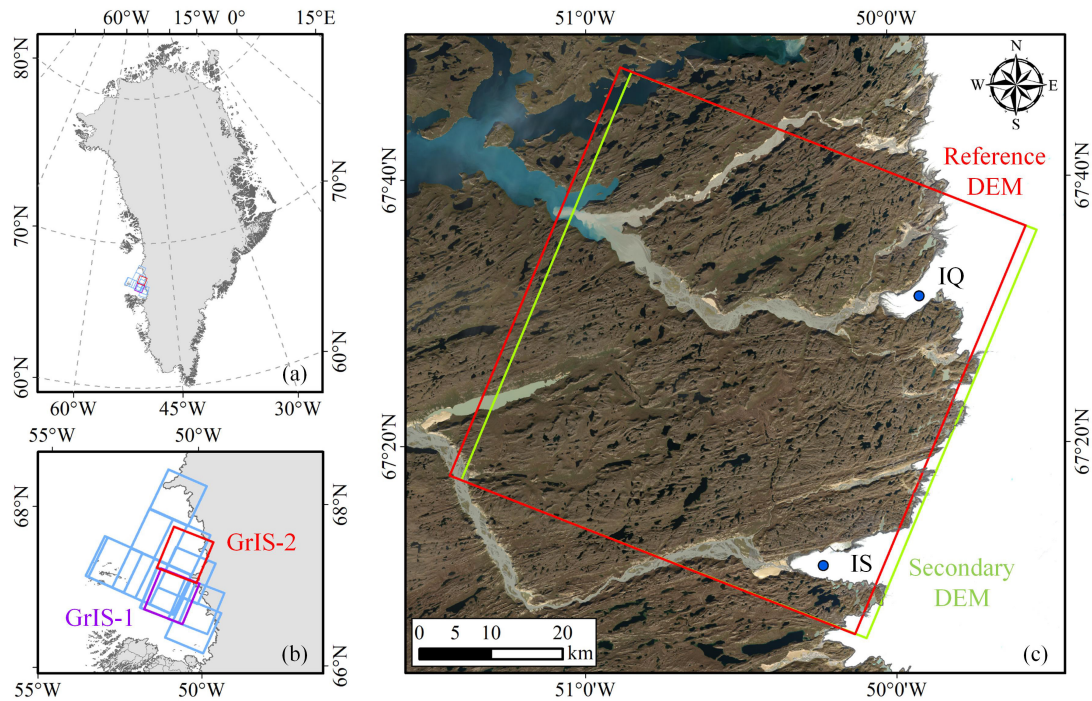 60°W 15°W 0° 15°E
80°N
70°N
60°N
70°N
60°N
(a)
60°W 45°W 30°W
55°W 50°W
68°N
66°N
GrIS-2
GrIS-1
(b)
55°W 50°W
51°0'W 50°0'W
67°40'N
67°20'N
67°40'N
67°20'N
N
W E
S
Reference
DEM
IQ
IS
Secondary
DEM
0 5 10 20
km
(c)
51°0'W 50°0'W